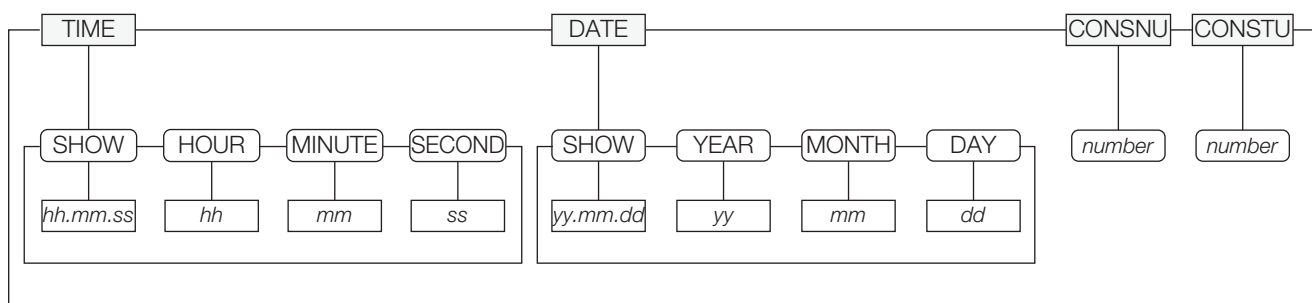 TIME DATE CONSNU CONSTU
SHOW HOUR MINUTE SECOND SHOW YEAR MONTH DAY number number
hh.mm.ss hh mm ss yy.mm.dd yy mm dd